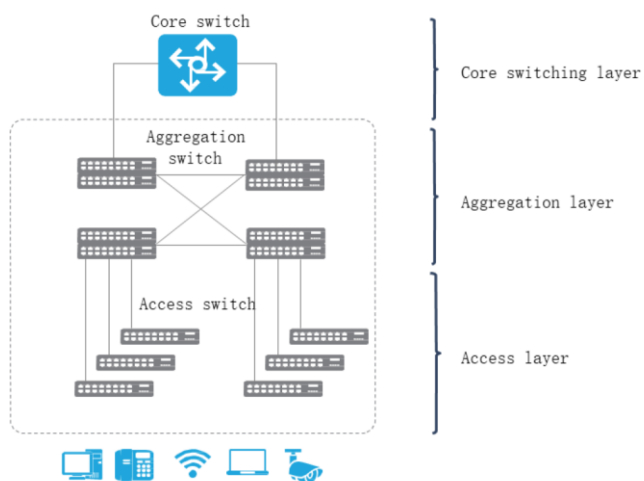 Core switch
Core switching layer
Aggregation
switch
Aggregation layer
Access switch
Access layer